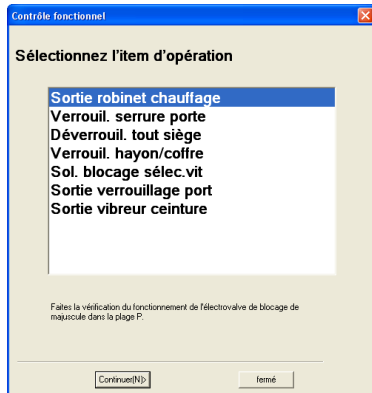 Contrôle fonctionnel
Sélectionnez l'item d'opération
Sortie robinet chauffage
Verrouil. serrure porte
Déverrouil. tout siège
Verrouil. hayon/coffre
Sol. blocage sélec.vit
Sortie verrouillage port
Sortie vibreur ceinture
Faites la vérification du fonctionnement de l'électrovalve de blocage de
majuscule dans la plage P.
Continuer(N)>
fermé